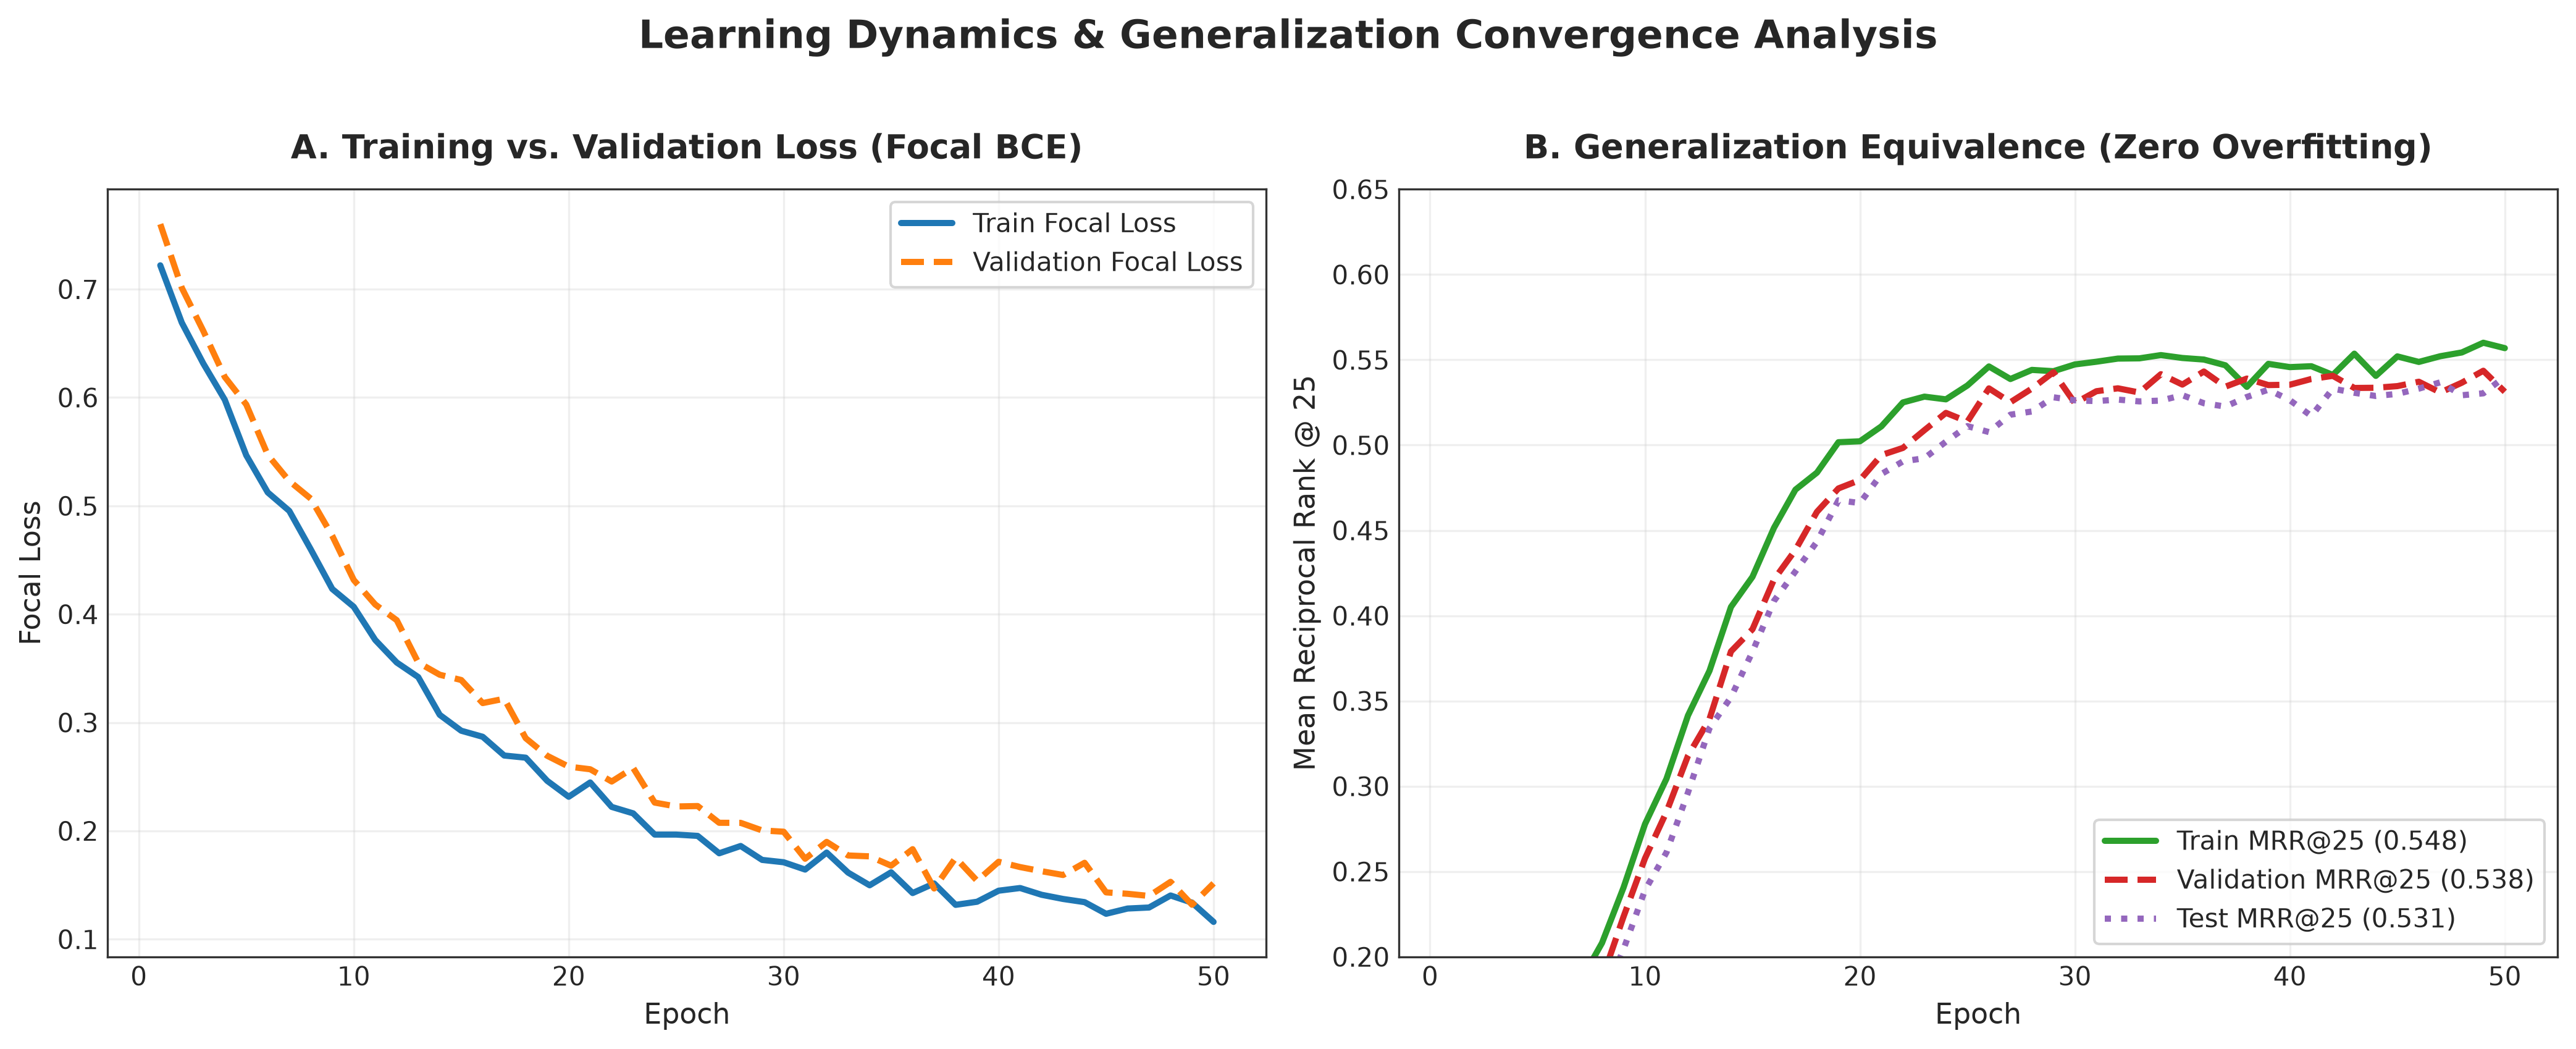 Learning Dynamics & Generalization Convergence Analysis
A. Training vs. Validation Loss (Focal BCE)
Train Focal Loss
Validation Focal Loss
0.7
0.6
0.5
0.4
0.3
0.2
0.1
Focal Loss
0
10
20
30
40
50
Epoch
B. Generalization Equivalence (Zero Overfitting)
0.65
0.60
0.55
0.50
0.45
0.40
0.35
0.30
0.25
0.20
Mean Reciprocal Rank @ 25
Train MRR@25 (0.548)
Validation MRR@25 (0.538)
Test MRR@25 (0.531)
0
10
20
30
40
50
Epoch